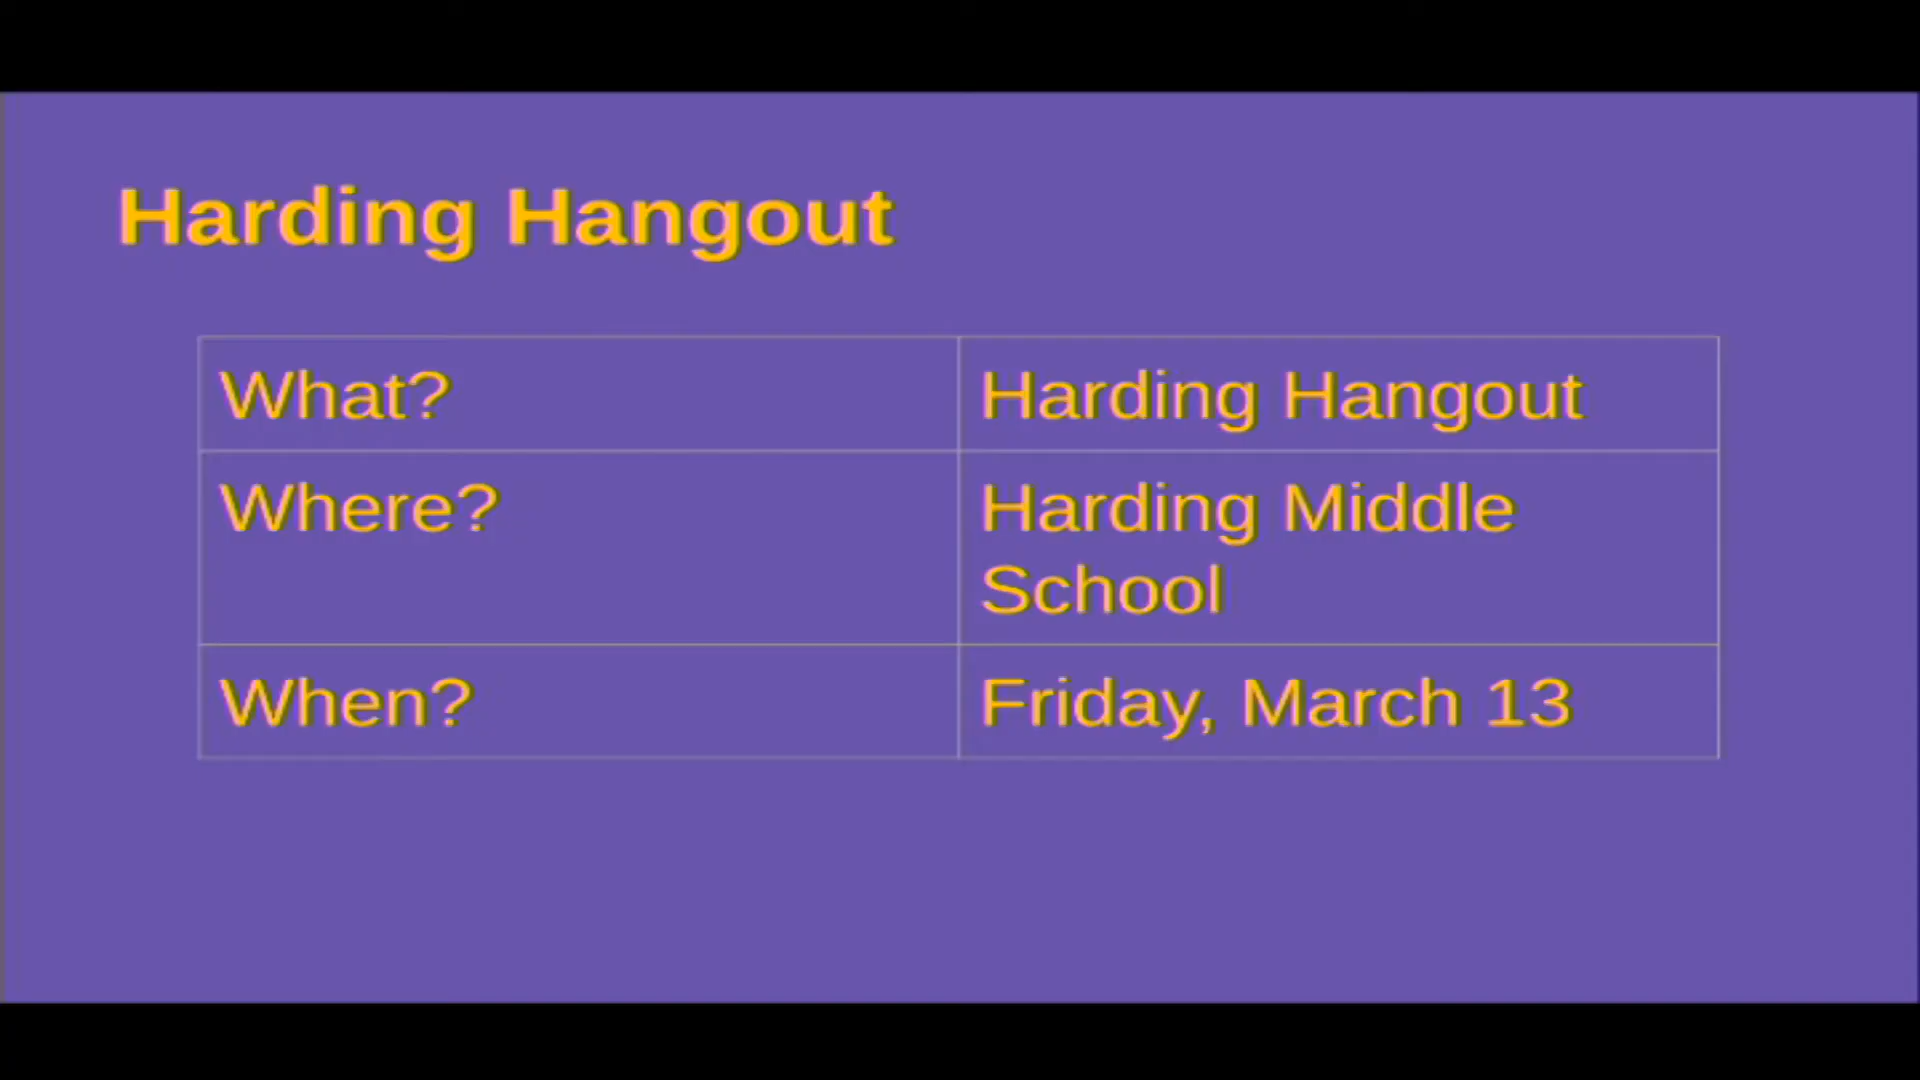 Harding Hangout
What?
Harding Hangout
Where?
Harding Middle
School
When?
Friday, March 13